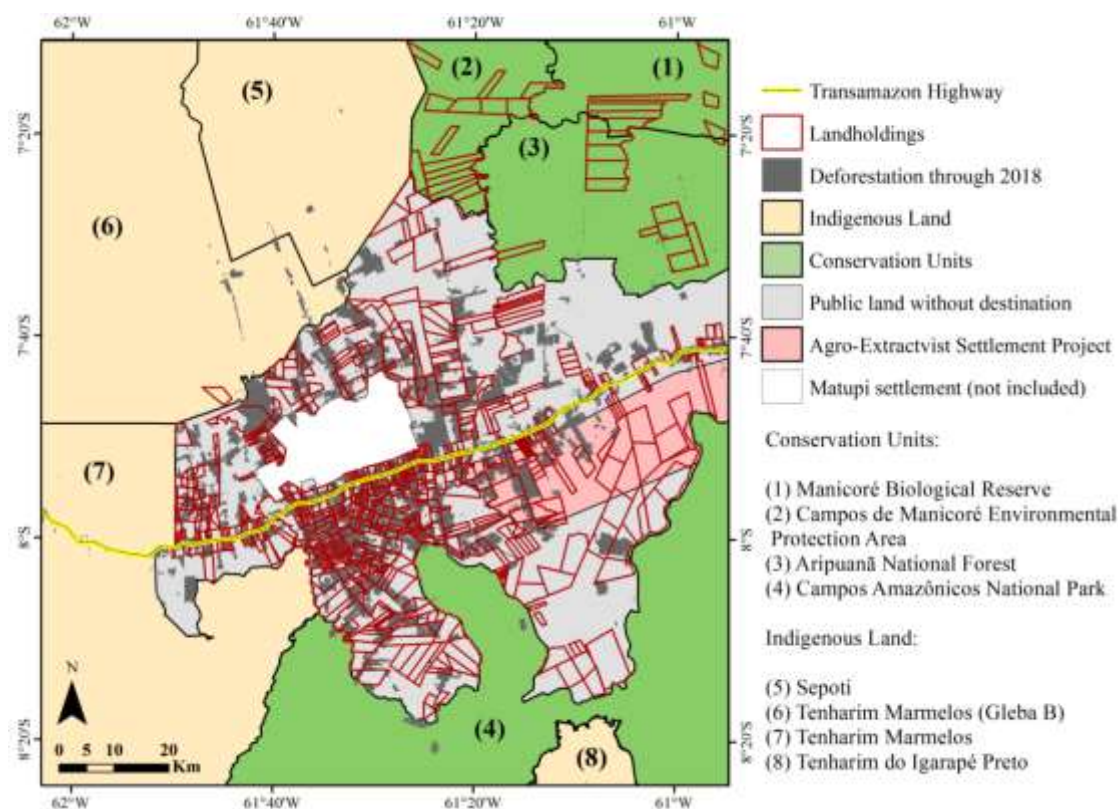 62°W 61°40'W 61°20'W 61°W
(5)
(2)
(1)
7°20'S
7°20'S
(3)
(6)
7°40'S
7°40'S
(7)
8°S
8°S
(4)
(8)
N
0 5 10 20
Km
8°20'S
8°20'S
62°W 61°40'W 61°20'W 61°W
Transamazon Highway
Landholdings
Deforestation through 2018
Indigenous Land
Conservation Units
Public land without destination
Agro-Extractvist Settlement Project
Matupi settlement (not included)
Conservation Units:
(1) Manicoré Biological Reserve
(2) Campos de Manicoré Environmental
Protection Area
(3) Aripuanã National Forest
(4) Campos Amazônicos National Park
Indigenous Land:
(5) Sepoti
(6) Tenharim Marmelos (Gleba B)
(7) Tenharim Marmelos
(8) Tenharim do Igarapé Preto